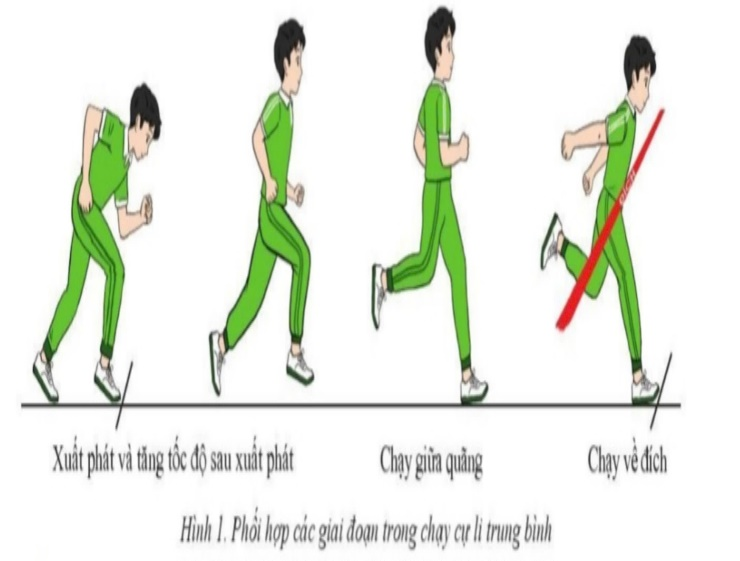 ĐÍCH
Xuất phát và tăng tốc độ sau xuất phát
Chạy giữa quãng
Chạy về đích
Hình 1. Phối hợp các giai đoạn trong chạy cự li trung bình